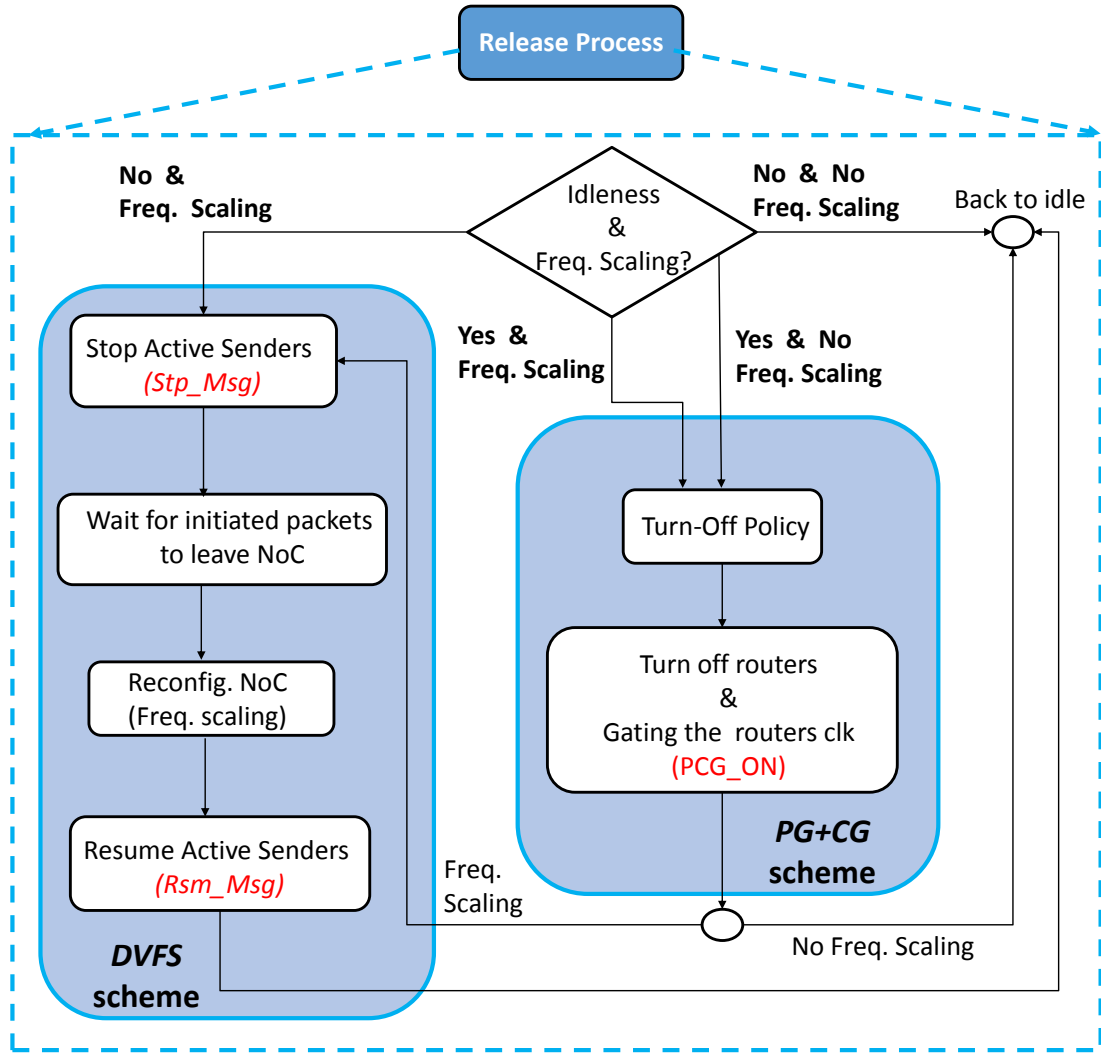 Release Process
No & 
Freq. Scaling
Idleness
&
Freq. Scaling?
No & No
Freq. Scaling
Back to idle
Yes &
Freq. Scaling
Yes & No
Freq. Scaling
Stop Active Senders
(Stp_Msg)
Wait for initiated packets
to leave NoC
Reconfig. NoC
(Freq. scaling)
Resume Active Senders
(Rsm_Msg)
DVFS
scheme
Turn-Off Policy
Turn off routers
&
Gating the routers clk
(PCG_ON)
PG+CG
scheme
Freq.
Scaling
No Freq. Scaling